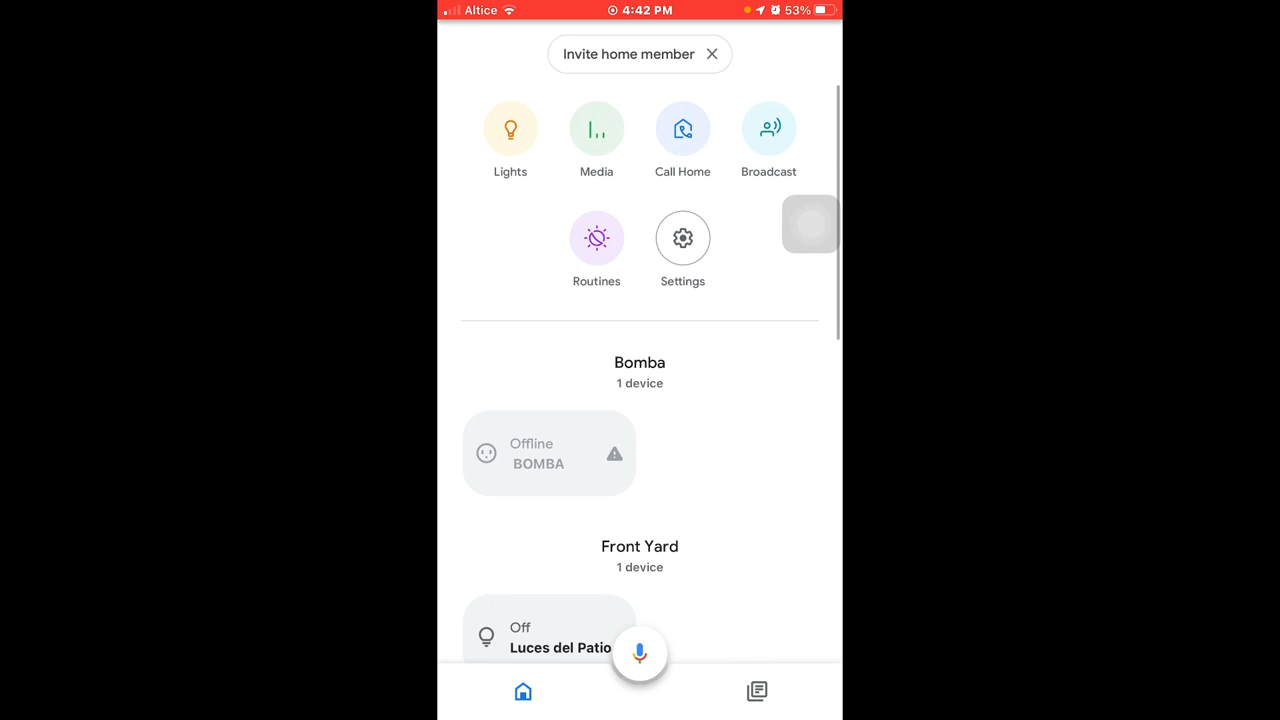 Altice 4:42 PM 53%
Invite home member
Lights Media Call Home Broadcast
Routines Settings
Bomba
1 device
Offline
BOMBA
Front Yard
1 device
Off
Luces del Patio